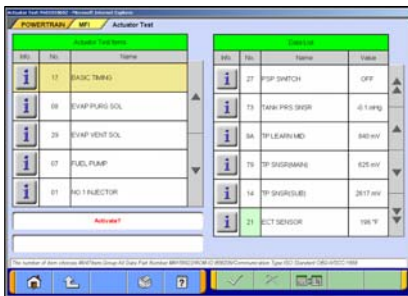 POWERTRAIN / MFI / Actuator Test
Actuator Test Items
Info. No. Name
17 BASIC TIMING
08 EVAP PURG SOL
29 EVAP VENT SOL
07 FUEL PUMP
01 NO.1 INJECTOR
Activate?
Data List
Info. No. Name Value
27 PSP SWITCH OFF
73 TANK PRS SNSR -0.1 inHg
9A TP LEARN MID 840 mV
79 TP SNSR(MAIN) 625 mV
14 TP SNSR(SUB) 2617 mV
21 ECT SENSOR 196 °F